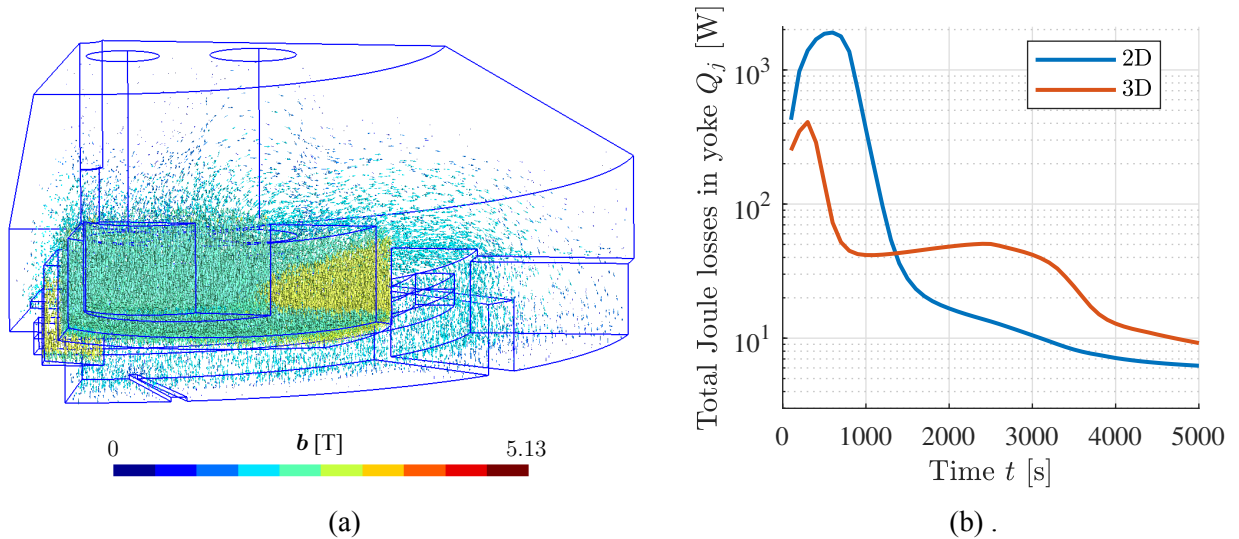 0
b [T]
5.13
(a)
Total Joule losses in yoke Q_j [W]
10^3
10^2
10^1
2D
3D
0
1000
2000
3000
4000
5000
Time t [s]
(b) .